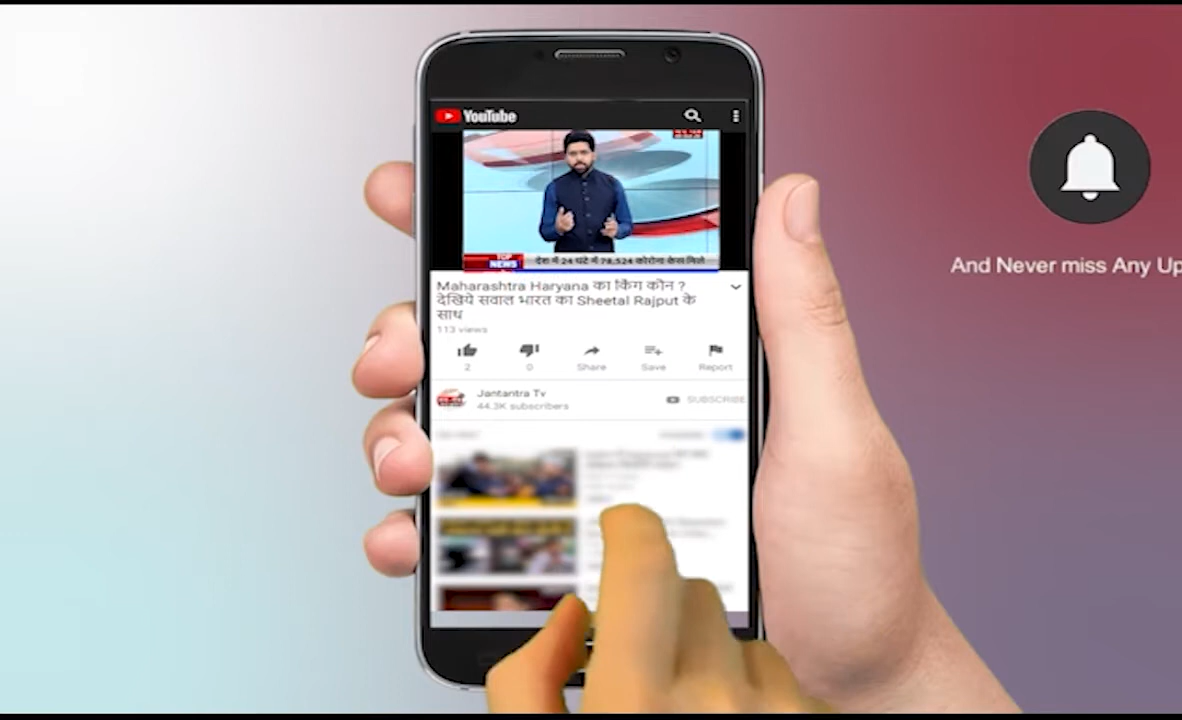 YouTube
TOP
NEWS
देश में 24 घंटे में 78,524 कोरोना केस मिले
Maharashtra Haryana का किंग कौन ?
देखिये सवाल भारत का Sheetal Rajput के
साथ
113 views
2
0
Share
Save
Report
Jantantra Tv
44.3K subscribers
SUBSCRIBE
And Never miss Any Up